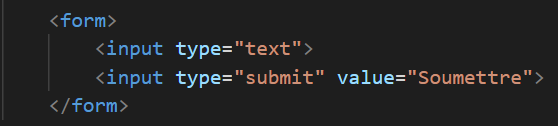 <form>
<input type="text">
<input type="submit" value="Soumettre">
</form>